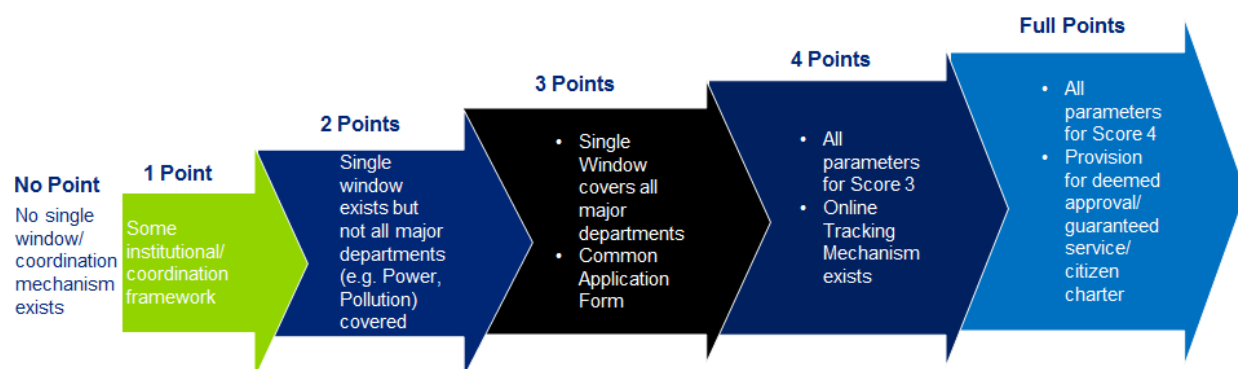 No Point
No single
window/
coordination
mechanism
exists
1 Point
Some
institutional/
coordination
framework
2 Points
Single
window
exists but
not all major
departments
(e.g. Power,
Pollution)
covered
3 Points
• Single
Window
covers all
major
departments
• Common
Application
Form
4 Points
• All
parameters
for Score 3
• Online
Tracking
Mechanism
exists
Full Points
• All
parameters
for Score 4
• Provision
for deemed
approval/
guaranteed
service/
citizen
charter